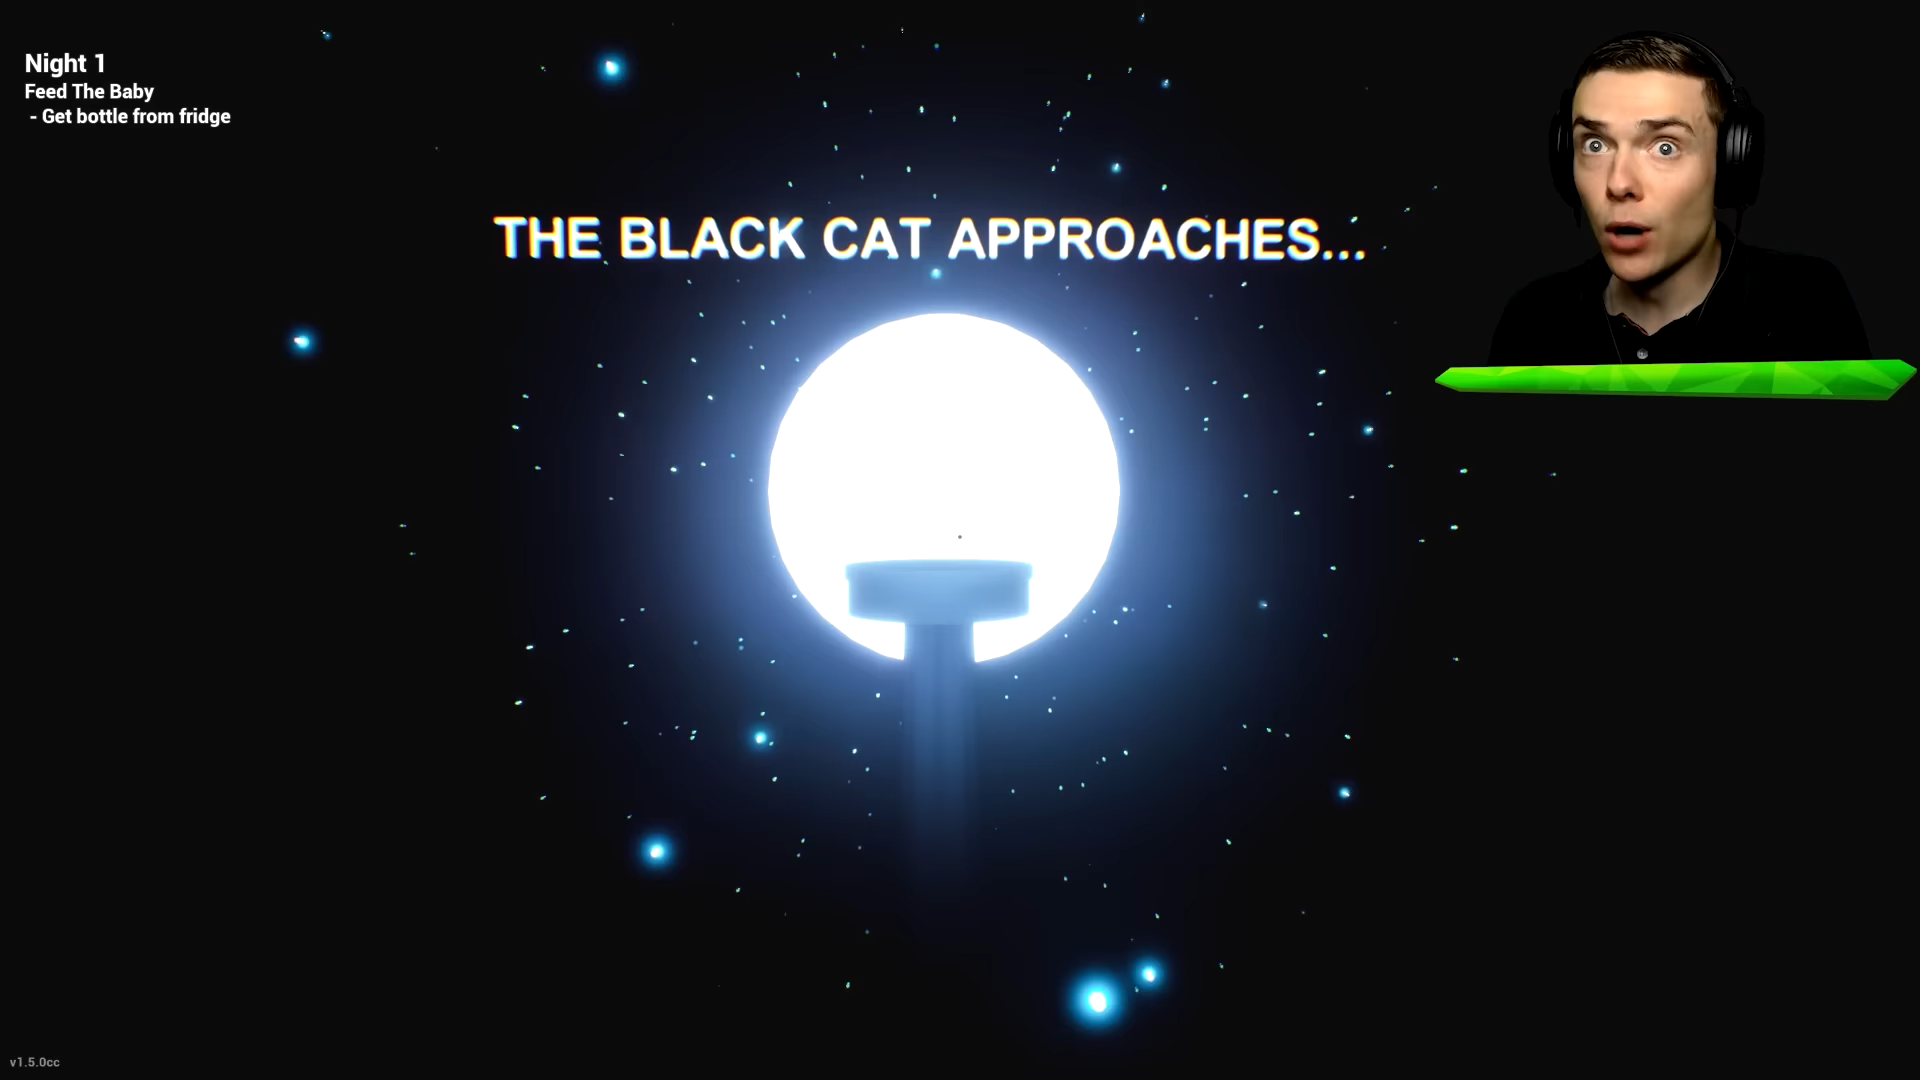 Night 1
Feed The Baby
- Get bottle from fridge
THE BLACK CAT APPROACHES...
v1.5.0cc